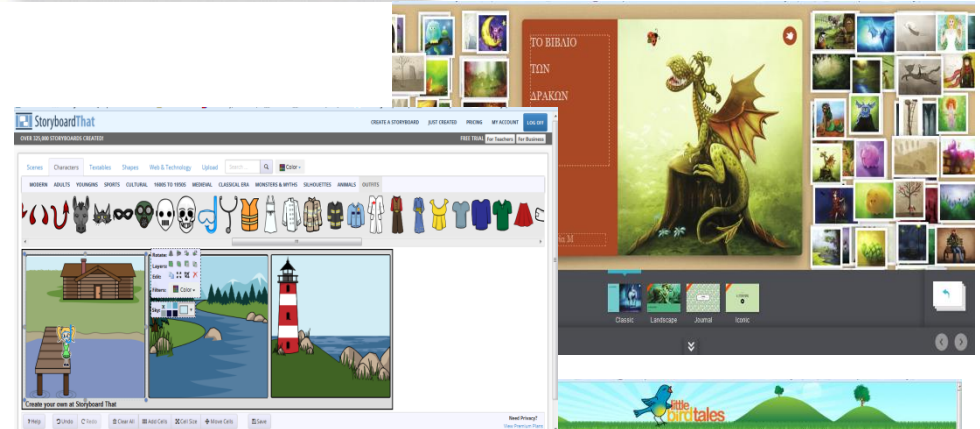 ΤΟ ΒΙΒΛΙΟ
ΤΩΝ
ΔΡΑΚΩΝ
Μ
Classic Landscape Journal Iconic
StoryboardThat
CREATE A STORYBOARD JUST CREATED PRICING MY ACCOUNT LOG OFF
OVER 325,000 STORYBOARDS CREATED!
FREE TRIAL For Teachers For Business
Scenes Characters Textables Shapes Web & Technology Upload Search... Color
MODERN ADULTS YOUNGINS SPORTS CULTURAL 1600S TO 1950S MEDIEVAL CLASSICAL ERA MONSTERS & MYTHS SILHOUETTES ANIMALS OUTFITS
Rotate:
Layers:
Edit:
Filters: Color
Sky:
Create your own at Storyboard That
Help Undo Redo Clear All Add Cells Cell Size Move Cells Save
Need Privacy?
View Premium Plans
little
birdtales